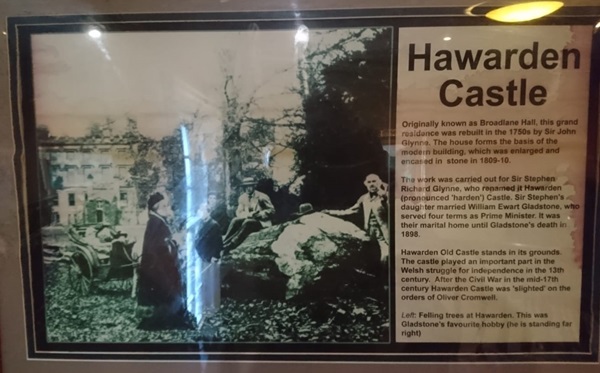 Hawarden
Castle
Originally known as Broadlane Hall, this grand
residence was rebuilt in the 1750s by Sir John
Glynne. The house forms the basis of the
modern building, which was enlarged and
encased in stone in 1809-10.
The work was carried out for Sir Stephen
Richard Glynne, who renamed it Hawarden
(pronounced 'harden') Castle. Sir Stephen's
daughter married William Ewart Gladstone, who
served four terms as Prime Minister. It was
their marital home until Gladstone's death in
1898.
Hawarden Old Castle stands in its grounds.
The castle played an important part in the
Welsh struggle for independence in the 13th
century. After the Civil War in the mid-17th
century Hawarden Castle was 'slighted' on the
orders of Oliver Cromwell.
Left: Felling trees at Hawarden. This was
Gladstone's favourite hobby (he is standing far
right)